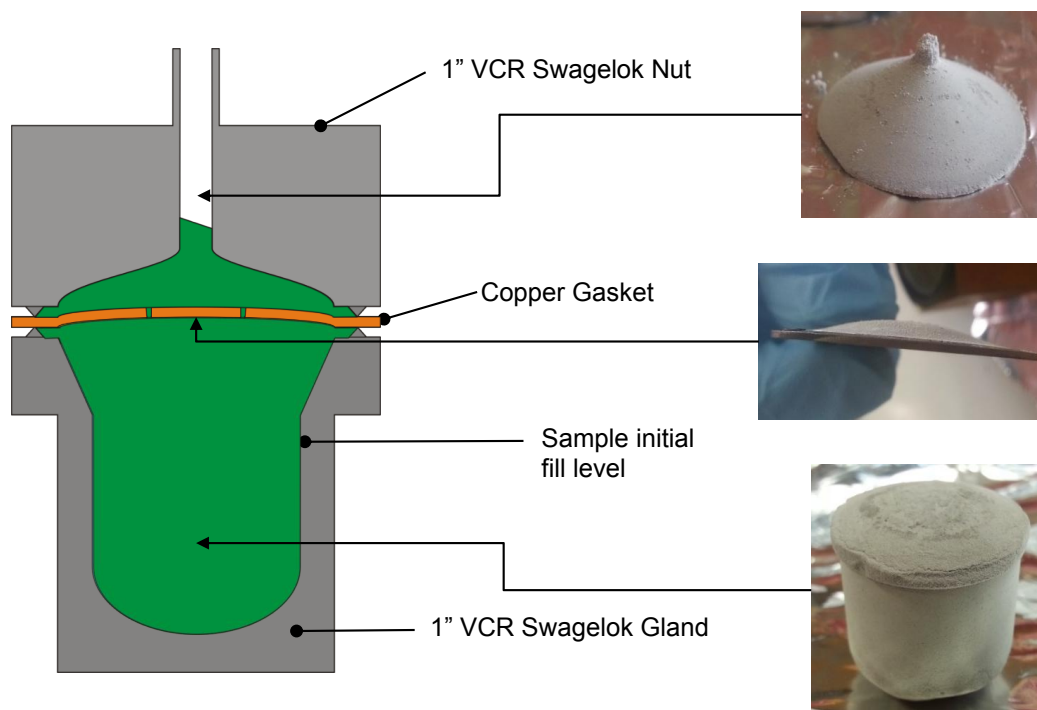 1” VCR Swagelok Nut
Copper Gasket
Sample initial
fill level
1” VCR Swagelok Gland